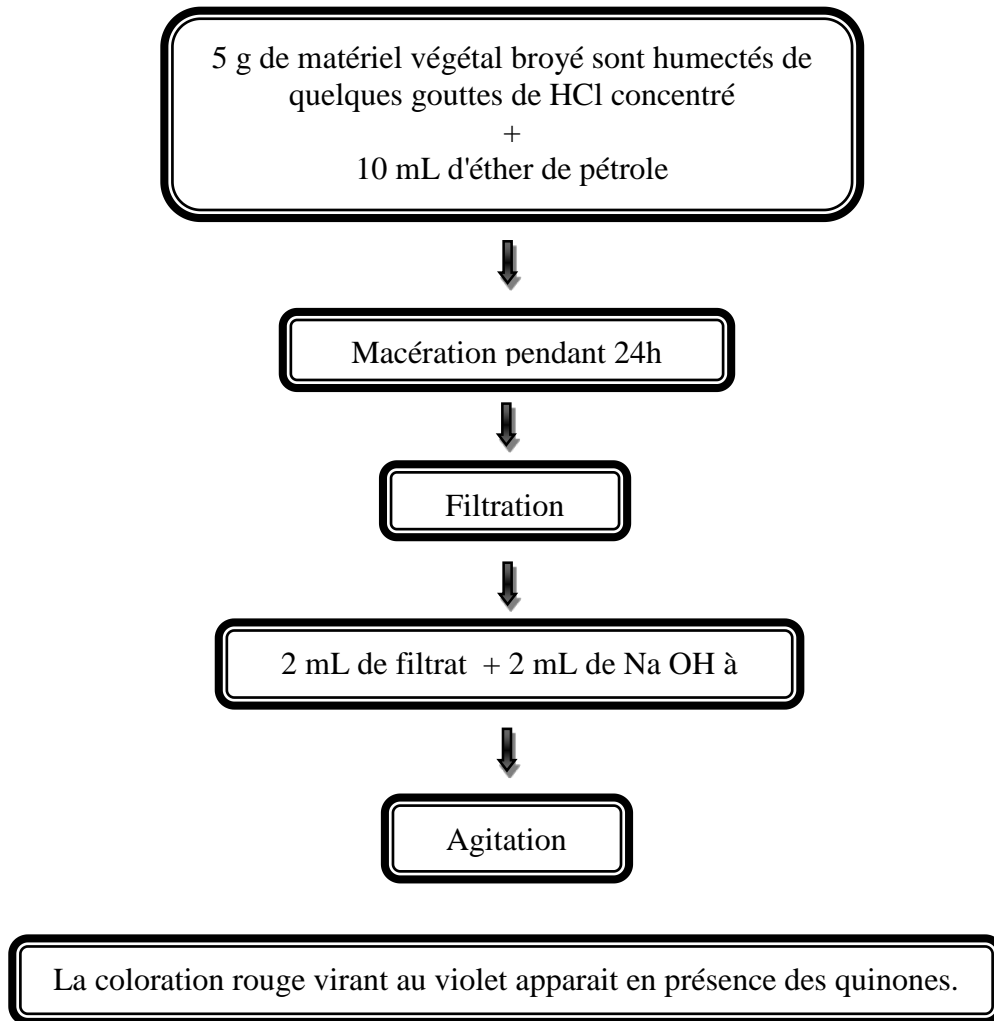 5 g de matériel végétal broyé sont humectés de
quelques gouttes de HCl concentré
+
10 mL d'éther de pétrole
Macération pendant 24h
Filtration
2 mL de filtrat + 2 mL de Na OH à
Agitation
La coloration rouge virant au violet apparait en présence des quinones.